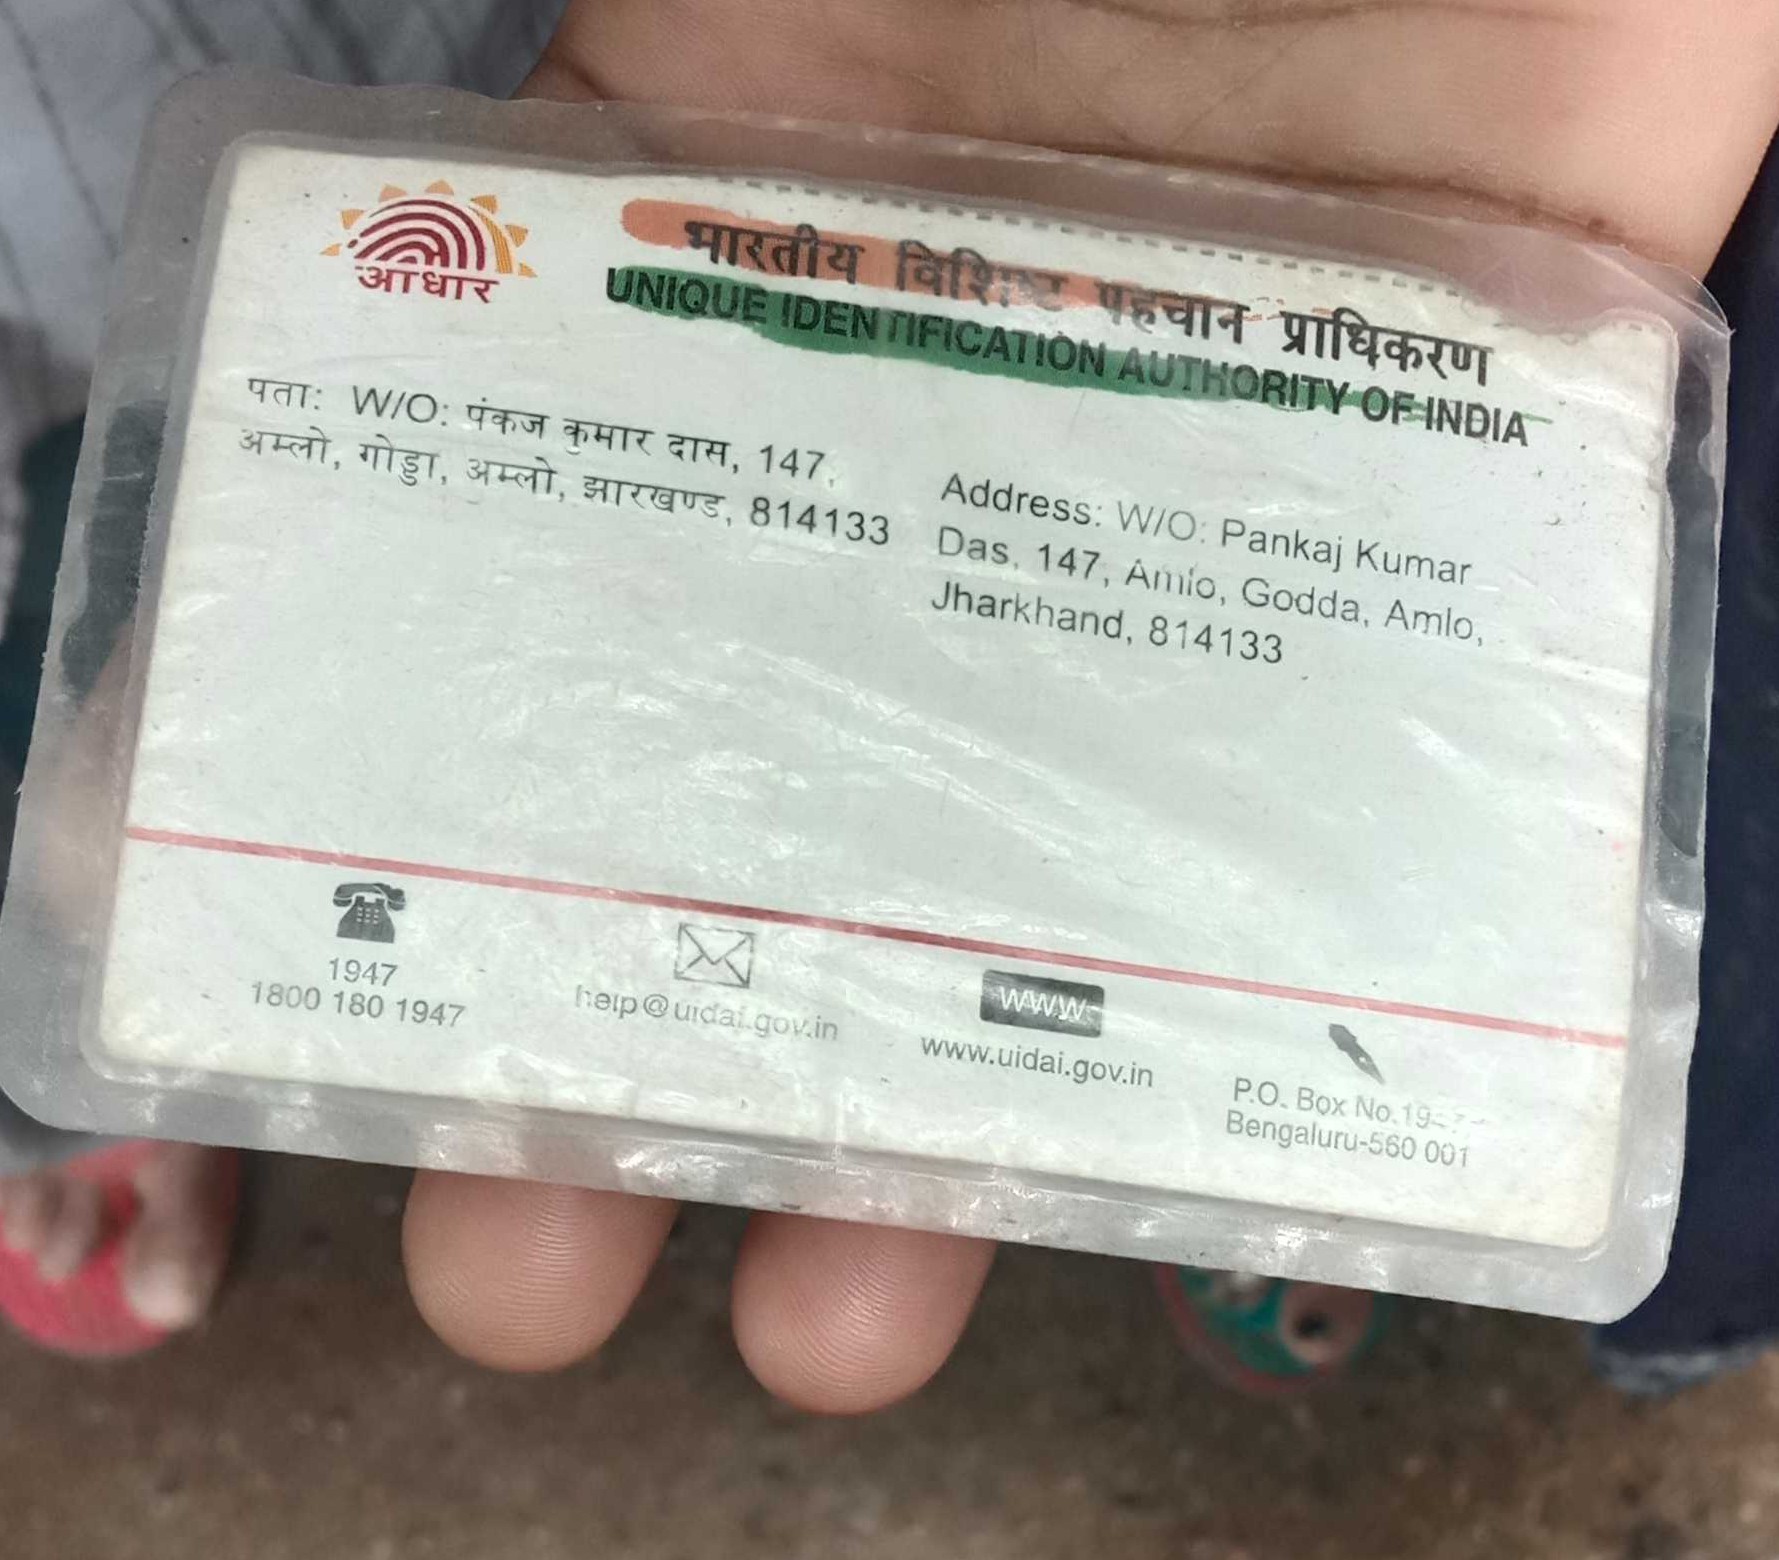 आधार
भारतीय विशिष्ट पहचान प्राधिकरण
UNIQUE IDENTIFICATION AUTHORITY OF INDIA
पता: W/O: पंकज कुमार दास, 147,
अम्लो, गोड्डा, अम्लो, झारखण्ड, 814133
Address: W/O: Pankaj Kumar
Das, 147, Amlo, Godda, Amlo,
Jharkhand, 814133
1947
1800 180 1947
help@uidai.gov.in
www
www.uidai.gov.in
P.O. Box No.
Bengaluru-560 001